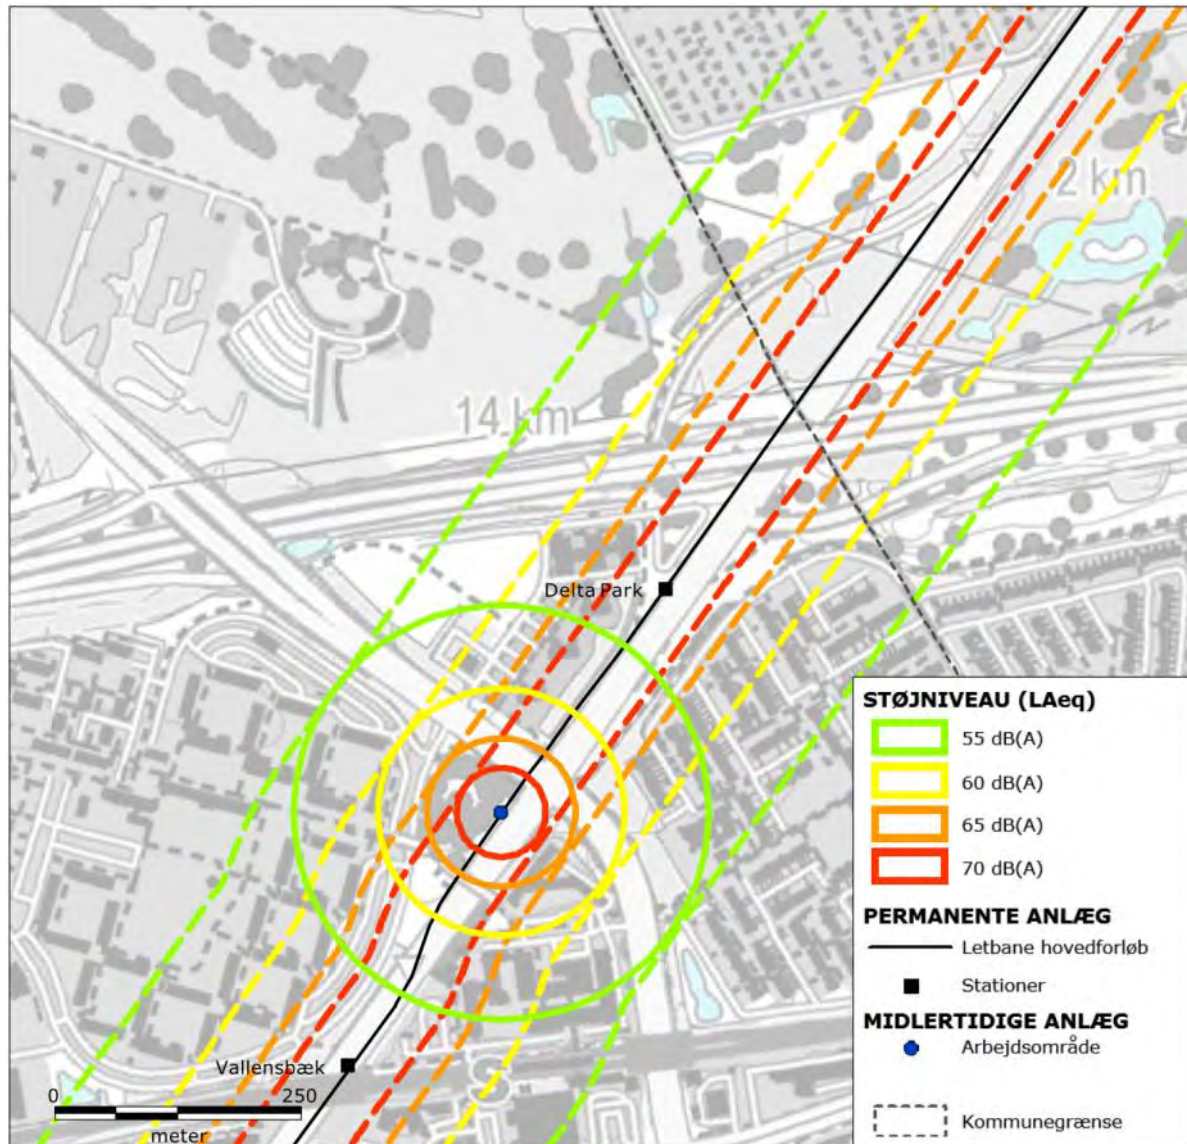 2 km
14 km
Delta Park
Vallensbæk
0 250
meter
STØJNIVEAU (LAeq)
55 dB(A)
60 dB(A)
65 dB(A)
70 dB(A)
PERMANENTE ANLÆG
Letbane hovedforløb
Stationer
MIDLERTIDIGE ANLÆG
Arbejdsområde
Kommunegrænse